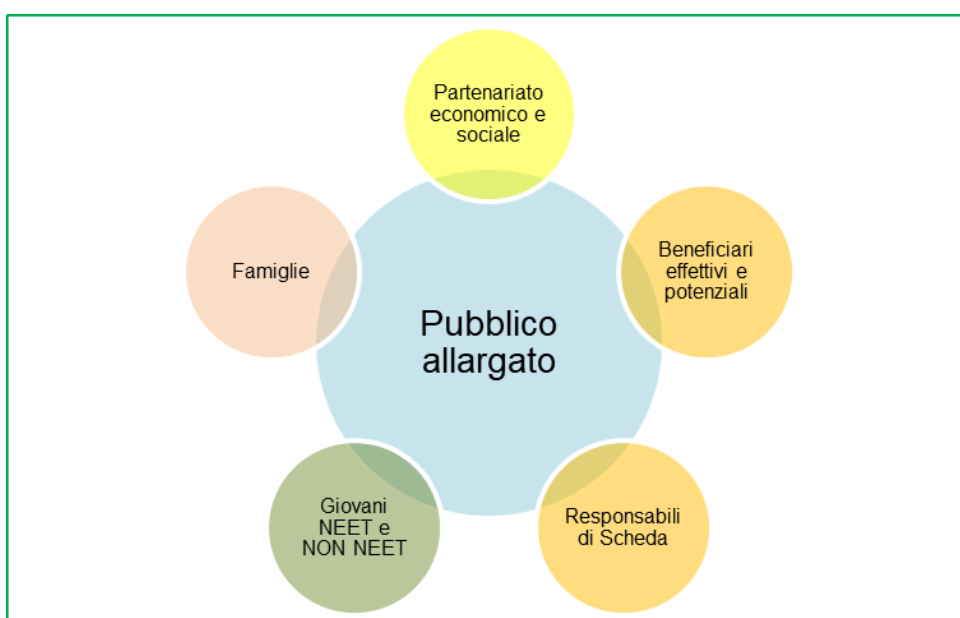 Partenariato
economico e
sociale
Famiglie
Beneficiari
effettivi e
potenziali
Pubblico
allargato
Giovani
NEET e
NON NEET
Responsabili
di Scheda